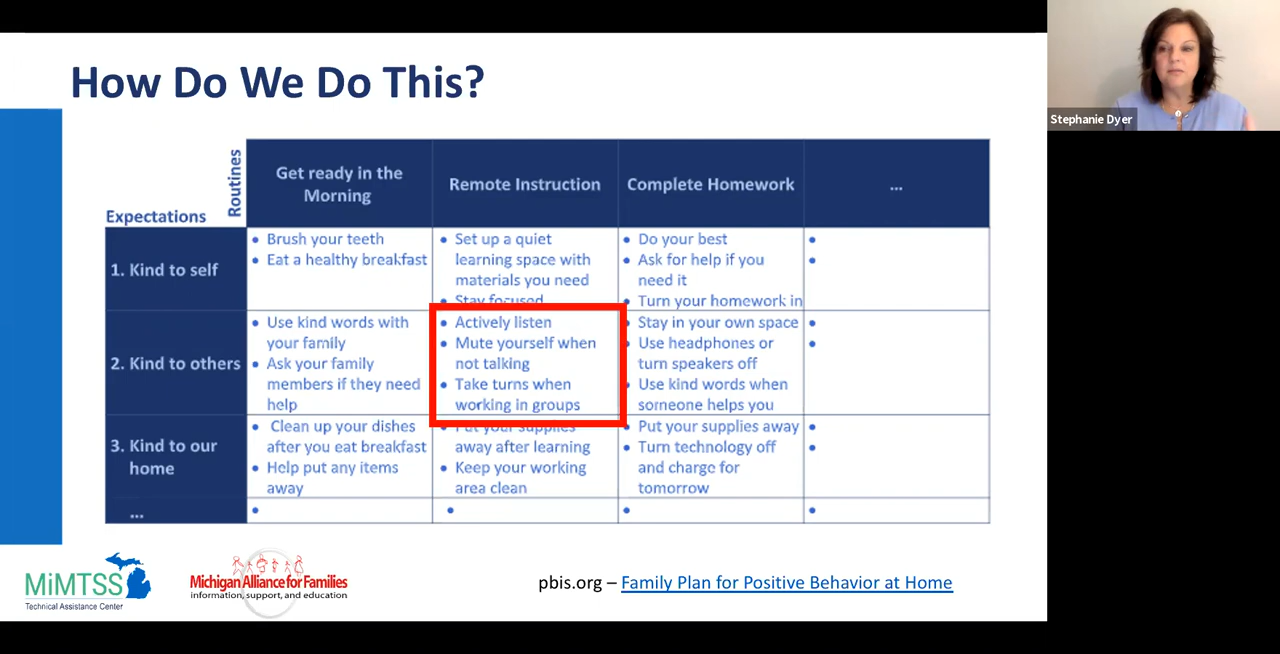 How Do We Do This?
Stephanie Dyer
Expectations
Routines
Get ready in the
Morning
Remote Instruction
Complete Homework
...
1. Kind to self
• Brush your teeth
• Eat a healthy breakfast
• Set up a quiet
learning space with
materials you need
• Stay focused
• Do your best
• Ask for help if you
need it
• Turn your homework in
•
•
2. Kind to others
• Use kind words with
your family
• Ask your family
members if they need
help
• Actively listen
• Mute yourself when
not talking
• Take turns when
working in groups
• Stay in your own space
• Use headphones or
turn speakers off
• Use kind words when
someone helps you
•
•
3. Kind to our
home
• Clean up your dishes
after you eat breakfast
• Help put any items
away
• Put your supplies
away after learning
• Keep your working
area clean
• Put your supplies away
• Turn technology off
and charge for
tomorrow
•
•
...
•
•
•
•
MiMTSS
Technical Assistance Center
Michigan Alliance for Families
information, support, and education
pbis.org – Family Plan for Positive Behavior at Home